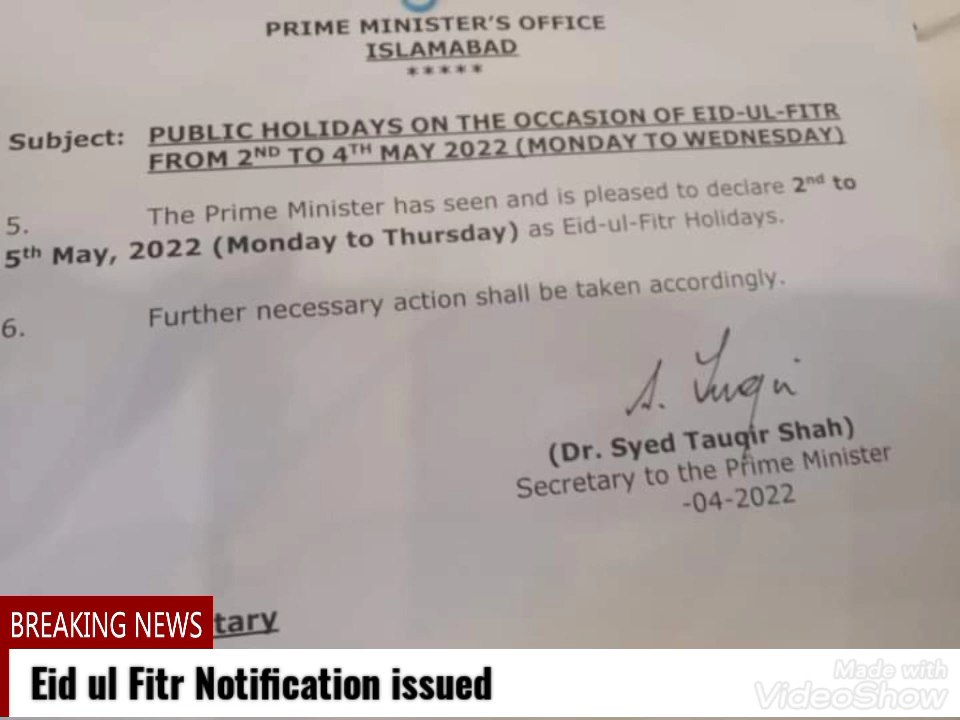 PRIME MINISTER'S OFFICE
ISLAMABAD
*****
Subject: PUBLIC HOLIDAYS ON THE OCCASION OF EID-UL-FITR
FROM 2ND TO 4TH MAY 2022 (MONDAY TO WEDNESDAY)
5. The Prime Minister has seen and is pleased to declare 2nd to
5th May, 2022 (Monday to Thursday) as Eid-ul-Fitr Holidays.
6. Further necessary action shall be taken accordingly.
(Dr. Syed Tauqir Shah)
Secretary to the Prime Minister
-04-2022
tary
BREAKING NEWS
Eid ul Fitr Notification issued
Made with
VideoShow